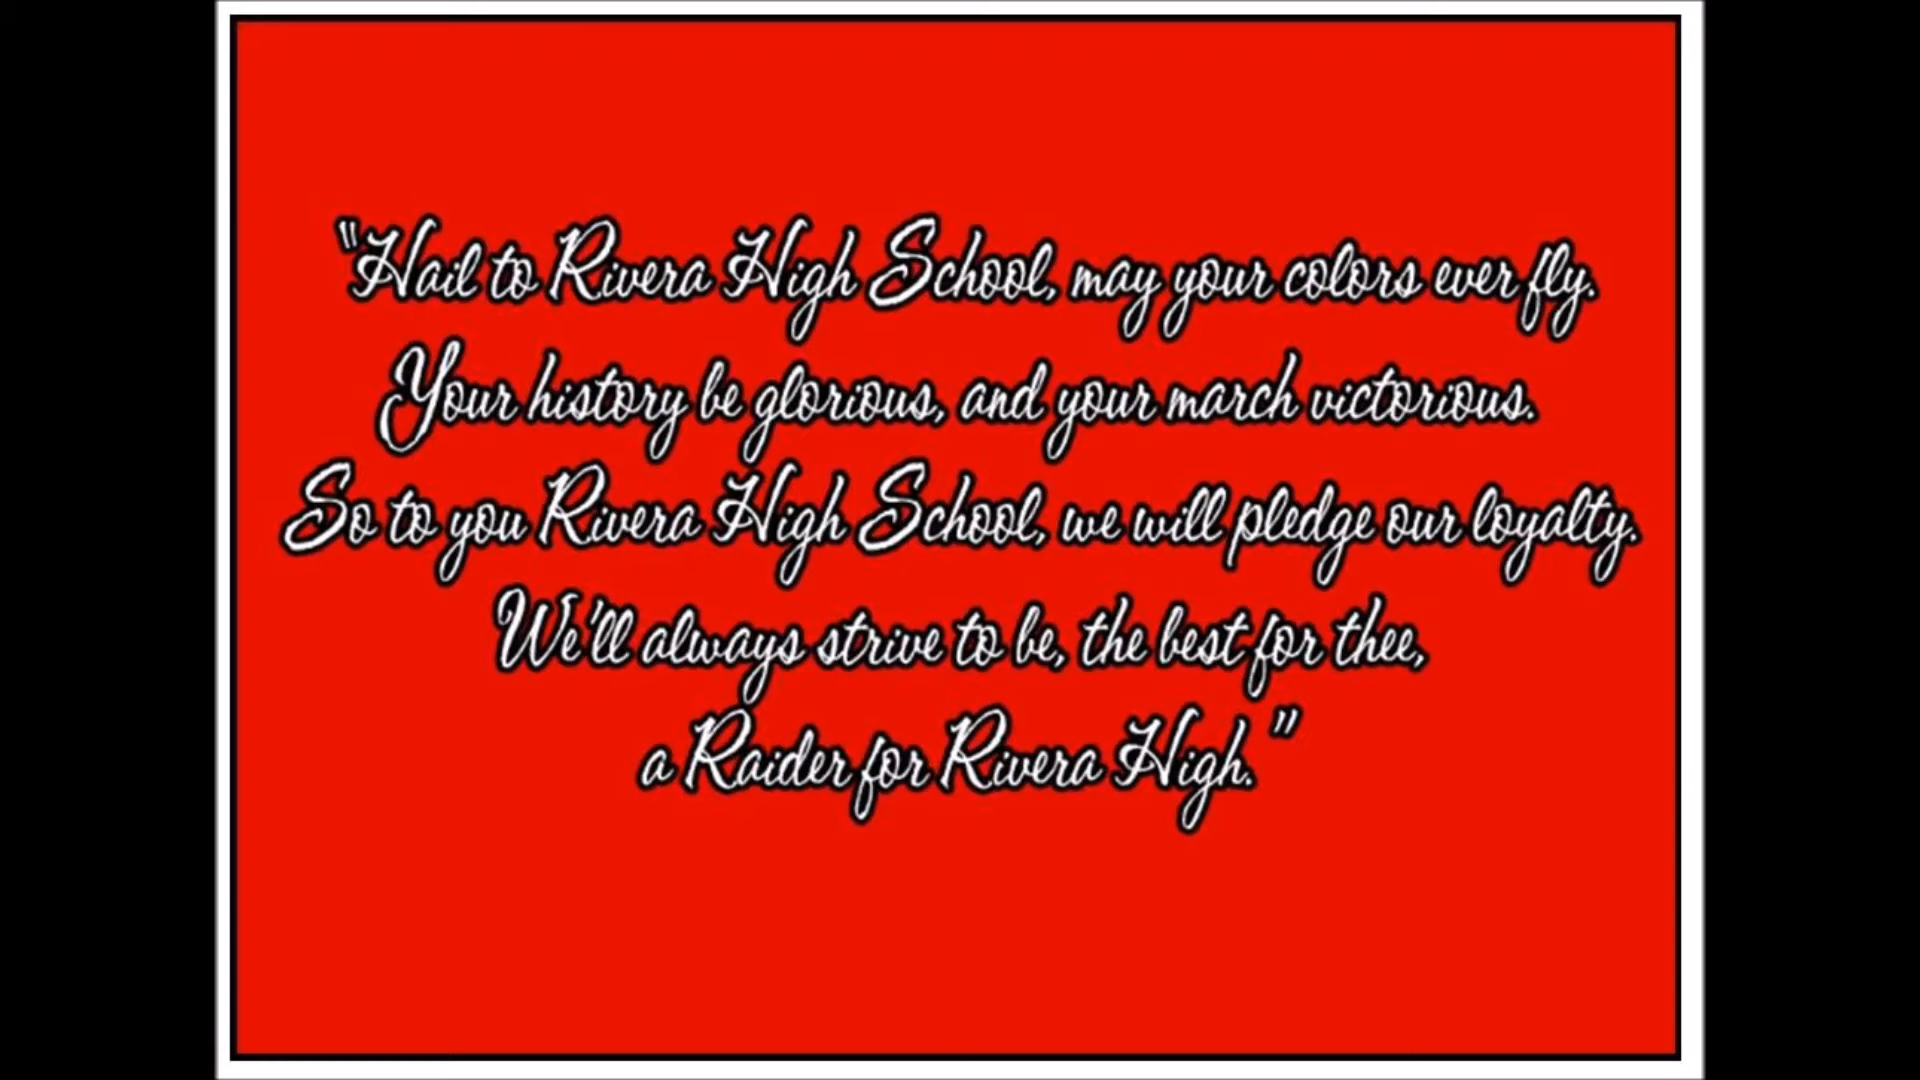 "Hail to Rivera High School, may your colors ever fly.
Your history be glorious, and your march victorious.
So to you Rivera High School, we will pledge our loyalty.
We'll always strive to be, the best for thee,
a Raider for Rivera High."